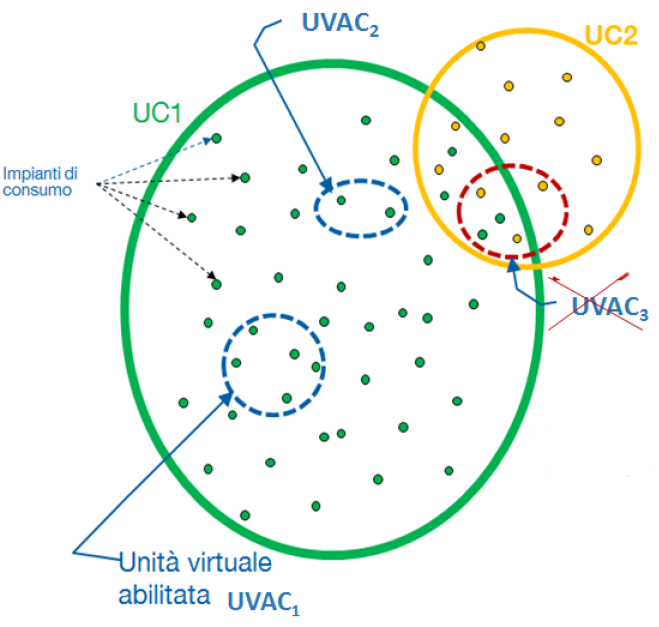 UVAC₂
UC2
UC1
Impianti di
consumo
UVAC₃
Unità virtuale
abilitata UVAC₁